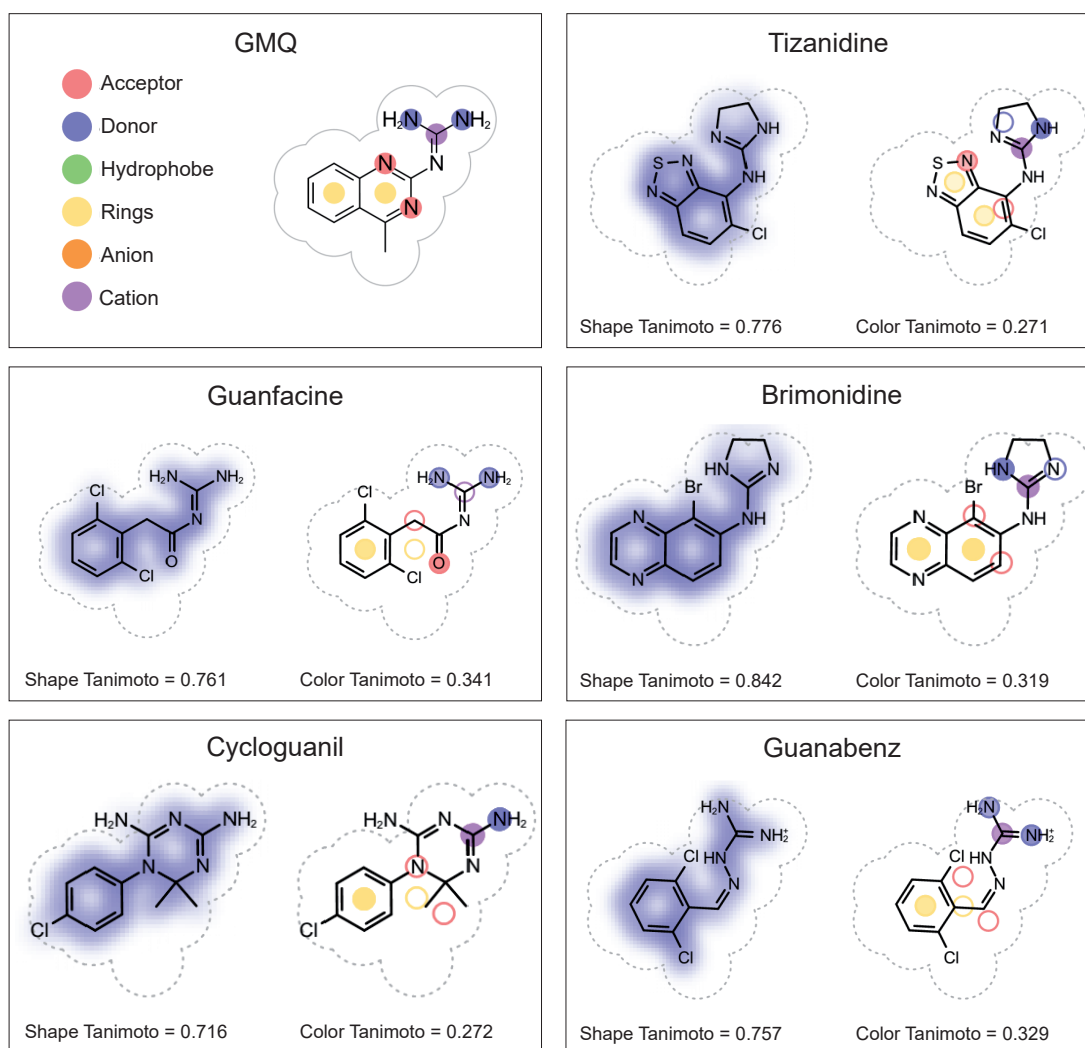 GMQ
Acceptor
Donor
Hydrophobe
Rings
Anion
Cation
H₂N NH₂
N
N
N
Tizanidine
N NH
S N
N NH
Cl
N NH
S N
N NH
Cl
Shape Tanimoto = 0.776 Color Tanimoto = 0.271
Guanfacine
H₂N NH₂
Cl
N
O
Cl
H₂N NH₂
Cl
N
O
Cl
Shape Tanimoto = 0.761 Color Tanimoto = 0.341
Brimonidine
HN N
Br
N NH
N
HN N
Br
N NH
N
Shape Tanimoto = 0.842 Color Tanimoto = 0.319
Cycloguanil
H₂N N NH₂
N N
Cl
H₂N N NH₂
N N
Cl
Shape Tanimoto = 0.716 Color Tanimoto = 0.272
Guanabenz
H₂N
NH₂⁺
Cl HN
N
Cl
H₂N
NH₂⁺
Cl HN
N
Cl
Shape Tanimoto = 0.757 Color Tanimoto = 0.329